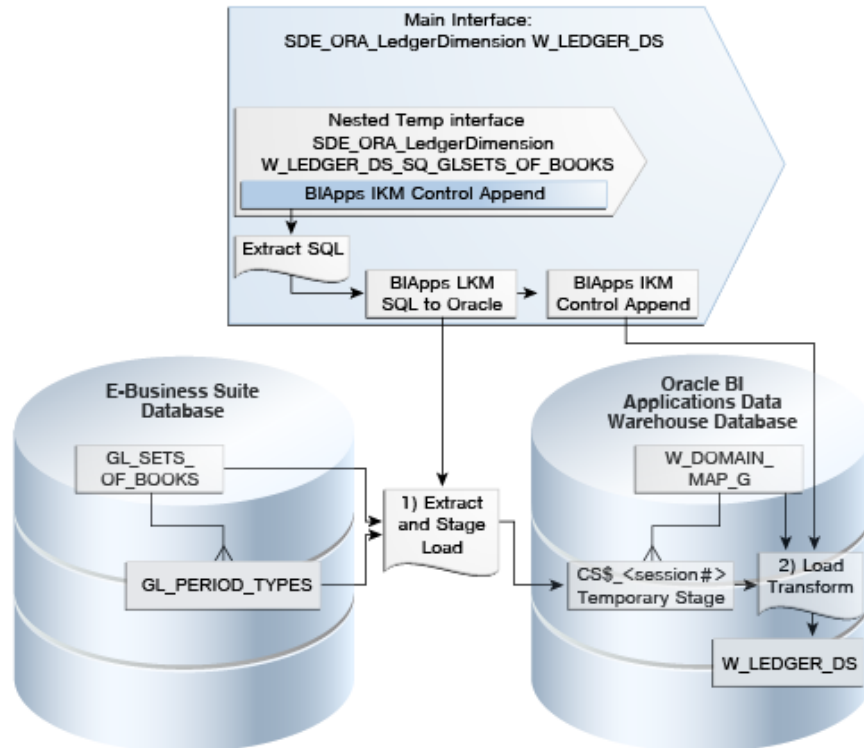 Main Interface:
SDE_ORA_LedgerDimension W_LEDGER_DS
Nested Temp interface
SDE_ORA_LedgerDimension
W_LEDGER_DS_SQ_GLSETS_OF_BOOKS
BIApps IKM Control Append
Extract SQL
BIApps LKM
SQL to Oracle
BIApps IKM
Control Append
E-Business Suite
Database
GL_SETS_
OF_BOOKS
GL_PERIOD_TYPES
1) Extract
and Stage
Load
Oracle BI
Applications Data
Warehouse Database
W_DOMAIN_
MAP_G
CS$_<session#>
Temporary Stage
2) Load
Transform
W_LEDGER_DS